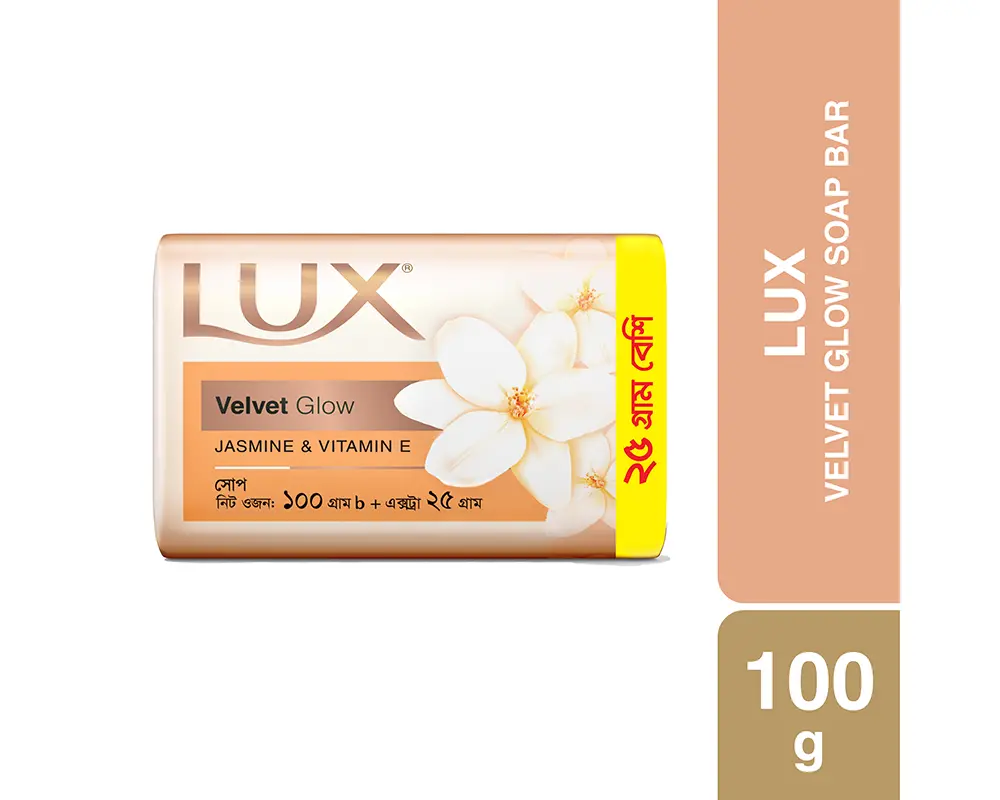 LUX®
Velvet Glow
JASMINE & VITAMIN E
সোপ
নিট ওজন: ১০০ গ্রাম b + এক্সট্রা ২৫ গ্রাম
২৫ গ্রাম বেশি
LUX
VELVET GLOW SOAP BAR
100
g